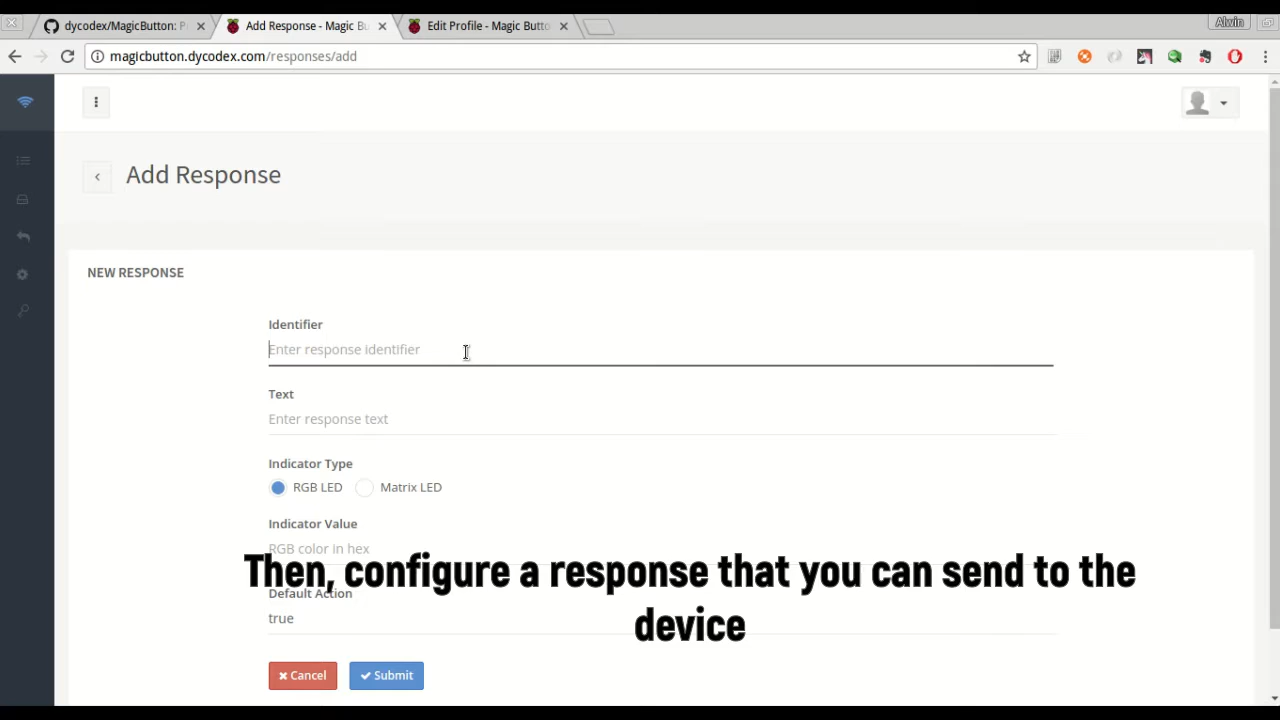 dycodex/MagicButton: P
Add Response - Magic Bu
Edit Profile - Magic Butto
Alwin
magicbutton.dycodex.com/responses/add
Add Response
NEW RESPONSE
Identifier
Enter response identifier
Text
Enter response text
Indicator Type
RGB LED Matrix LED
Indicator Value
RGB color in hex
Then, configure a response that you can send to the
device
Default Action
true
Cancel Submit